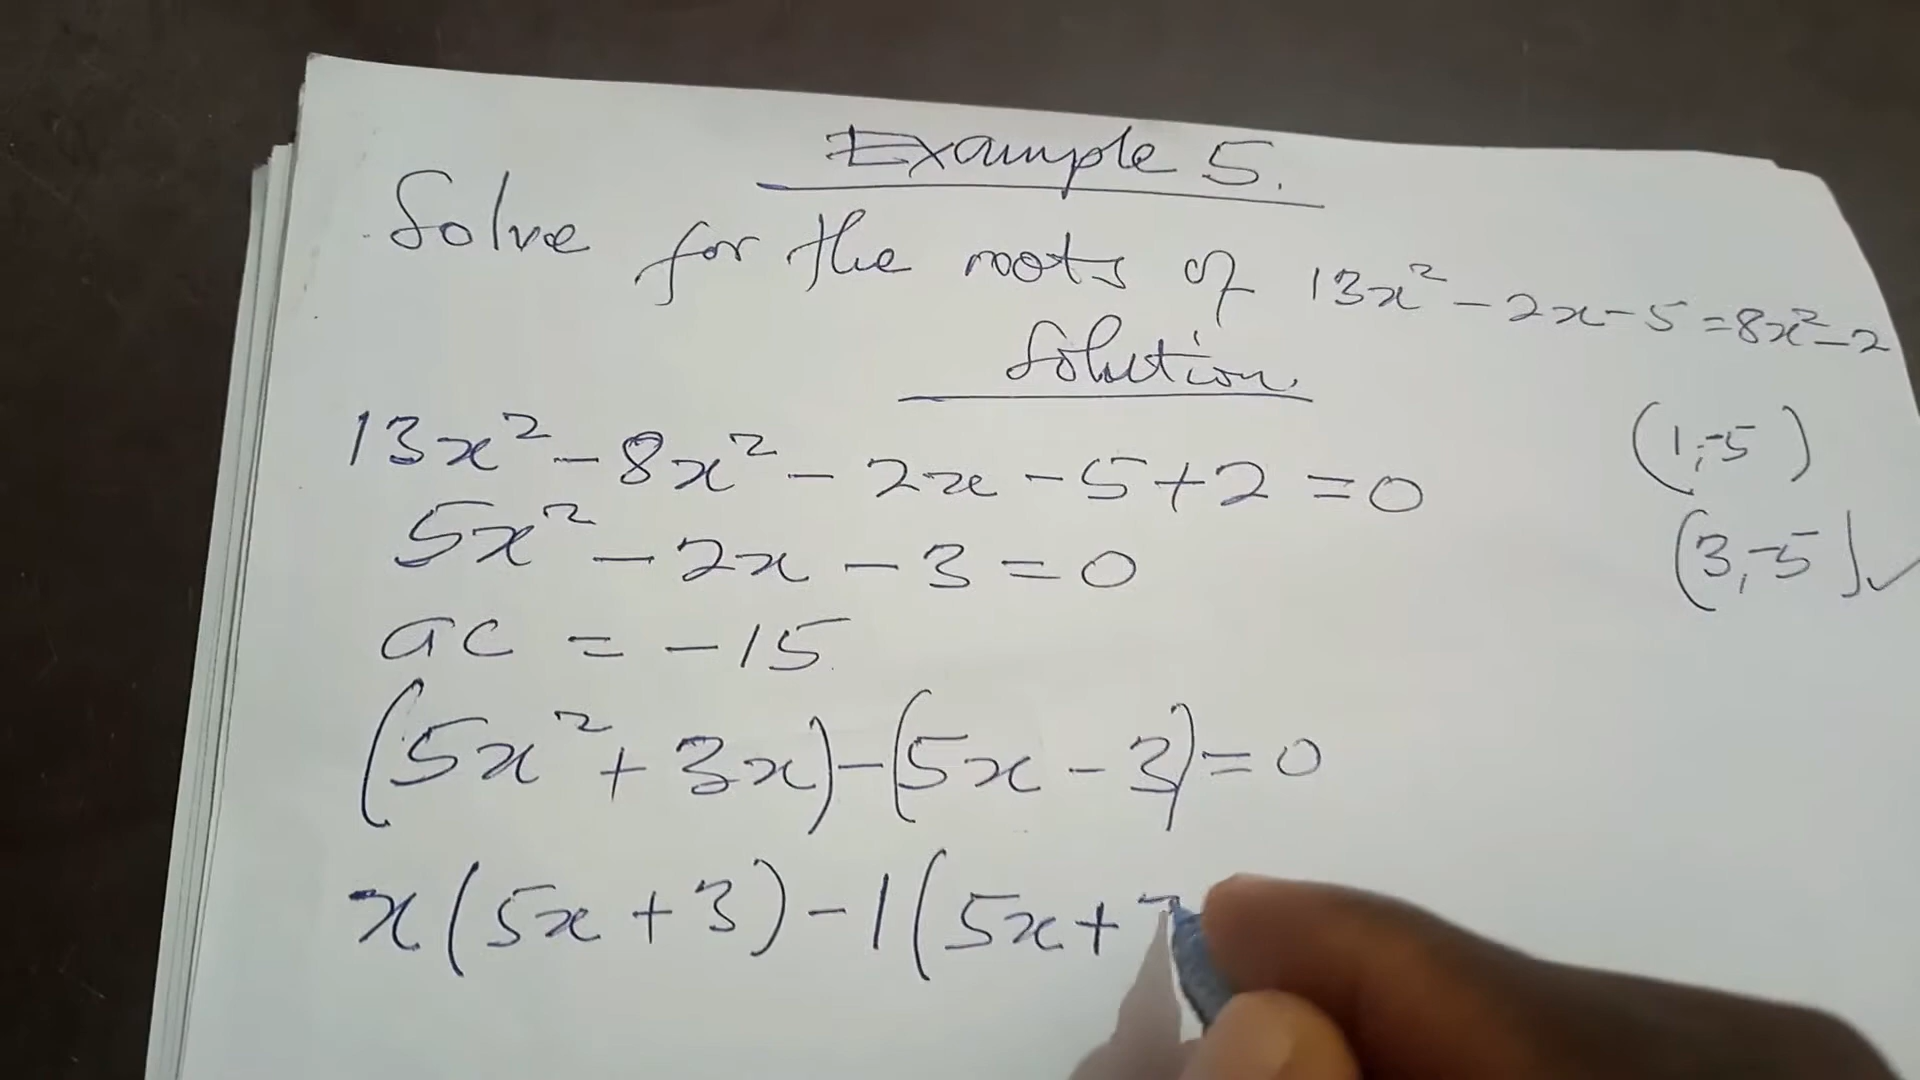 Example 5.
Solve for the roots of 13x² - 2x - 5 = 8x² - 2
Solution.
13x² - 8x² - 2x - 5 + 2 = 0
(1, -5)
5x² - 2x - 3 = 0
(3, -5) ✓
ac = -15
(5x² + 3x) - (5x - 3) = 0
x(5x + 3) - 1(5x +